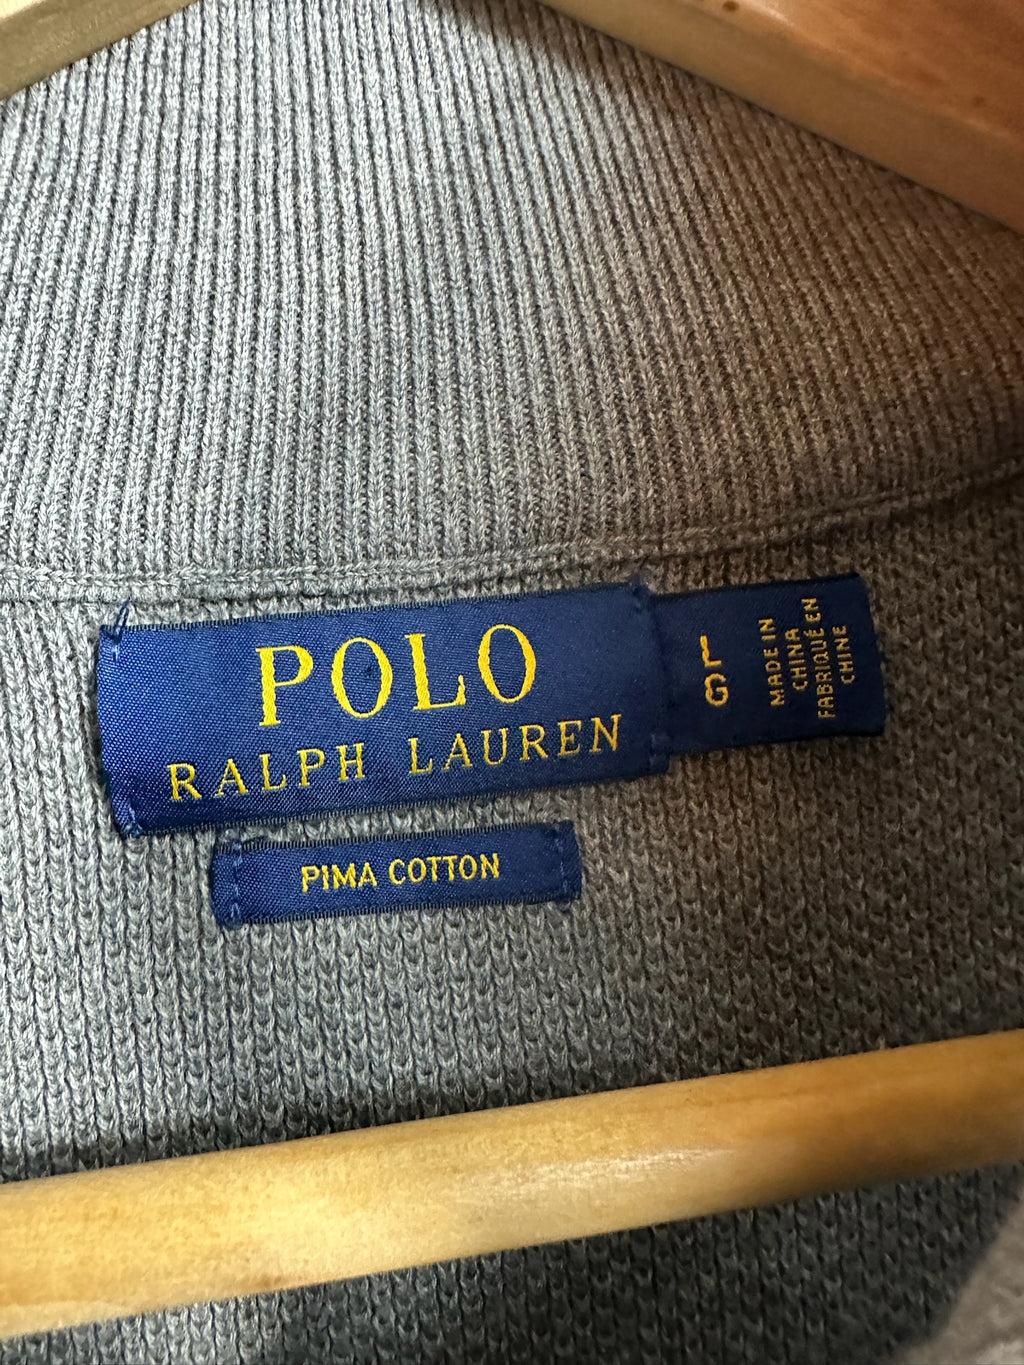 POLO
RALPH LAUREN
L
G
MADE IN
CHINA
FABRIQUÉ EN
CHINE
PIMA COTTON